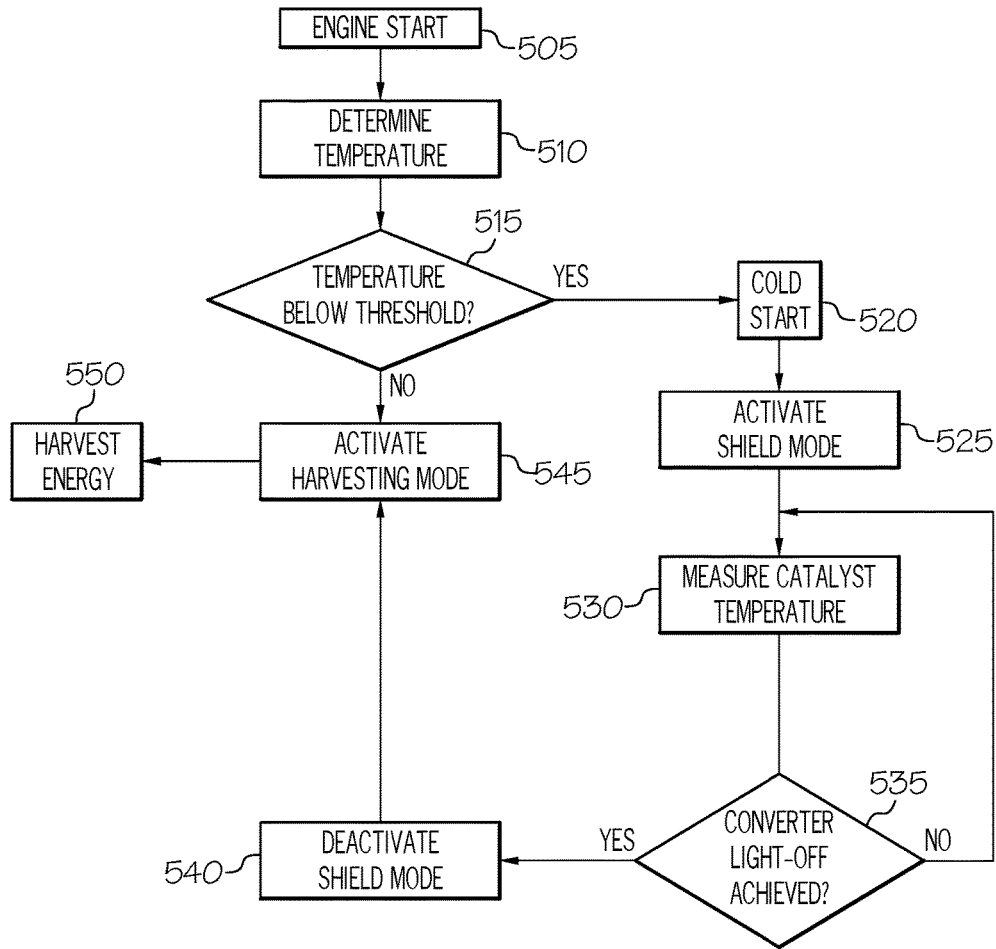 ENGINE START
505
DETERMINE
TEMPERATURE
510
515
TEMPERATURE
BELOW THRESHOLD?
YES
COLD
START
520
NO
550
HARVEST
ENERGY
ACTIVATE
HARVESTING MODE
545
ACTIVATE
SHIELD MODE
525
530
MEASURE CATALYST
TEMPERATURE
535
CONVERTER
LIGHT-OFF
ACHIEVED?
YES
NO
540
DEACTIVATE
SHIELD MODE